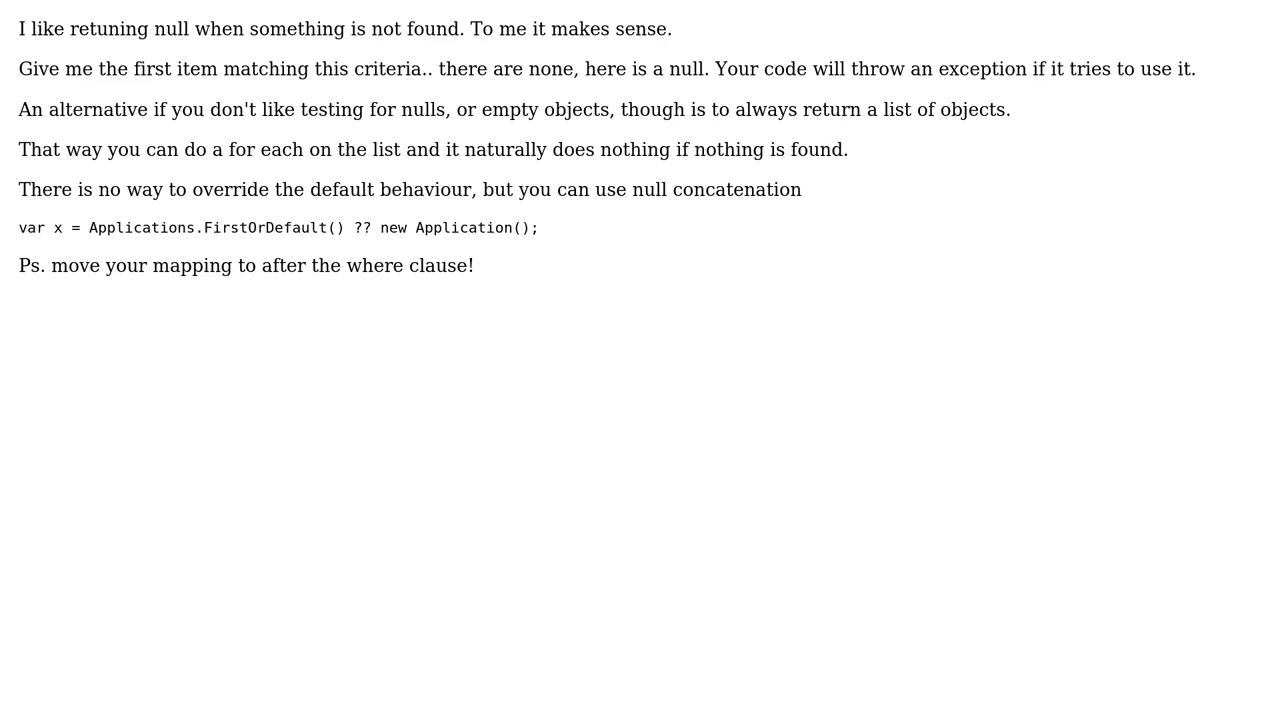 I like retuning null when something is not found. To me it makes sense.
Give me the first item matching this criteria.. there are none, here is a null. Your code will throw an exception if it tries to use it.
An alternative if you don't like testing for nulls, or empty objects, though is to always return a list of objects.
That way you can do a for each on the list and it naturally does nothing if nothing is found.
There is no way to override the default behaviour, but you can use null concatenation
var x = Applications.FirstOrDefault() ?? new Application();
Ps. move your mapping to after the where clause!